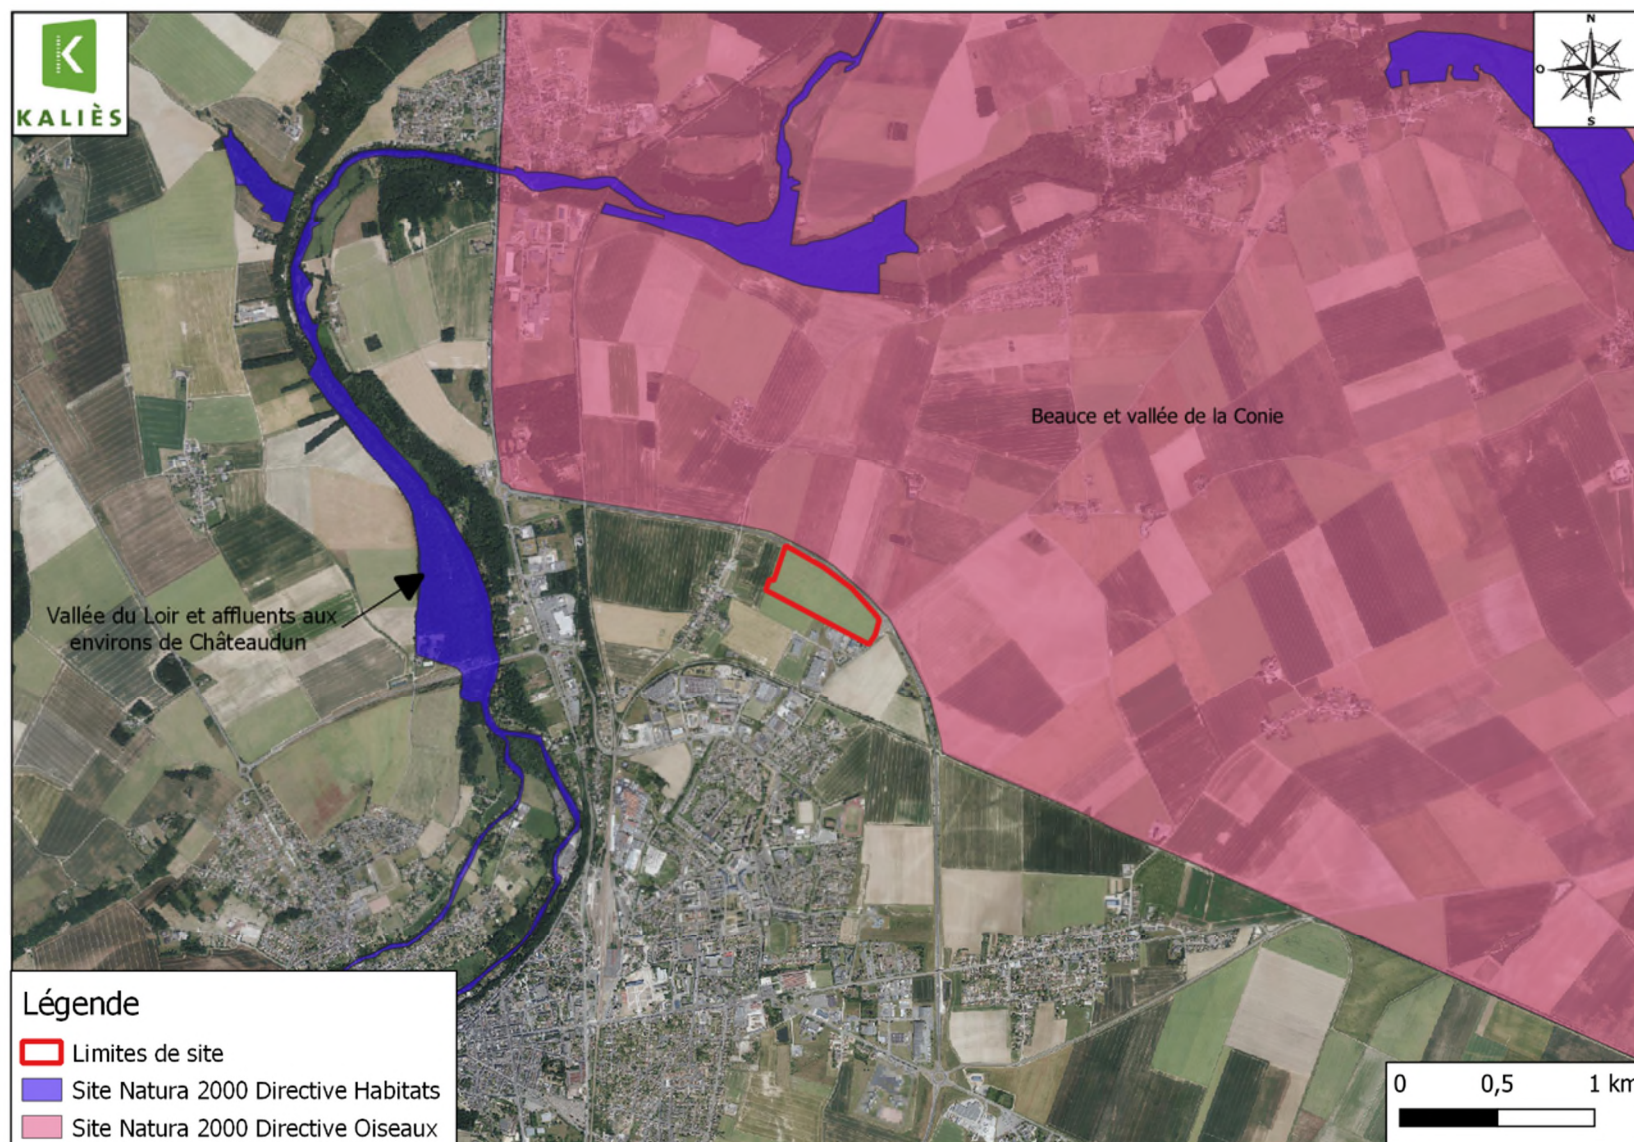 KALIÈS
N
O
S
Beauce et vallée de la Conie
Vallée du Loir et affluents aux
environs de Châteaudun
Légende
Limites de site
Site Natura 2000 Directive Habitats
Site Natura 2000 Directive Oiseaux
0 0,5 1 km